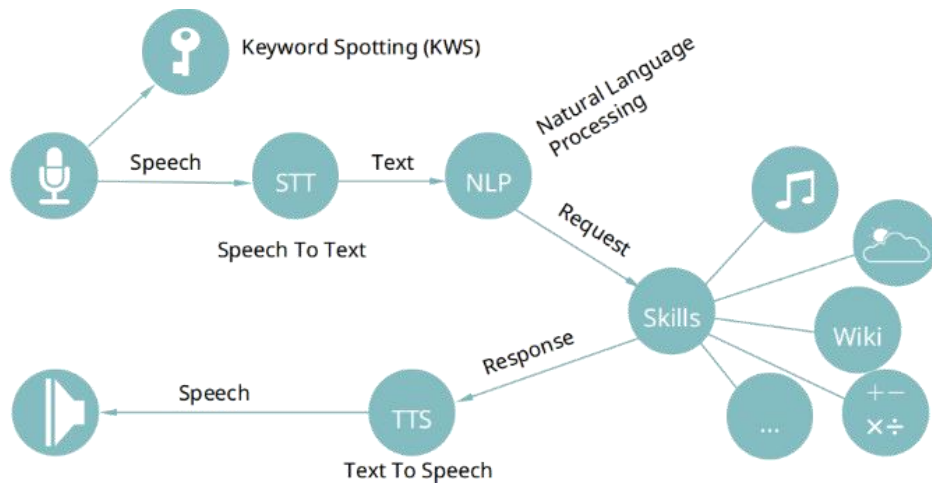 Keyword Spotting (KWS)
Natural Language
Processing
Speech
STT
Text
NLP
Speech To Text
Request
Skills
Wiki
Response
Speech
TTS
...
+−
×÷
Text To Speech